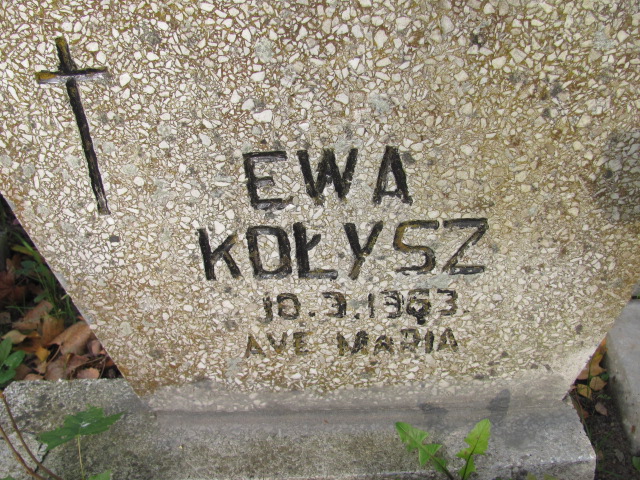 EWA
KOŁYSZ
10.3.1963.
AVE MARIA